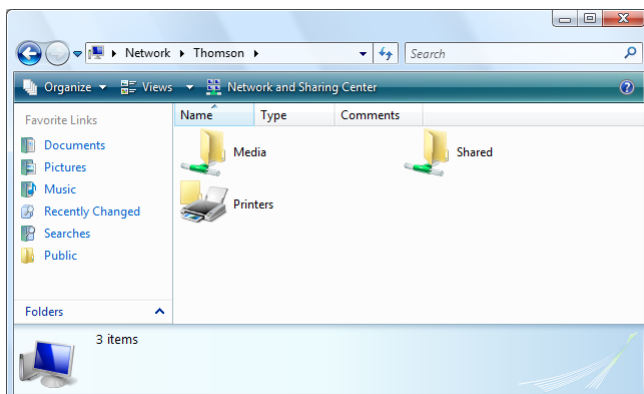 Network Thomson Search
Organize Views Network and Sharing Center
Favorite Links
Documents
Pictures
Music
Recently Changed
Searches
Public
Folders
Name Type Comments
Media Shared
Printers
3 items